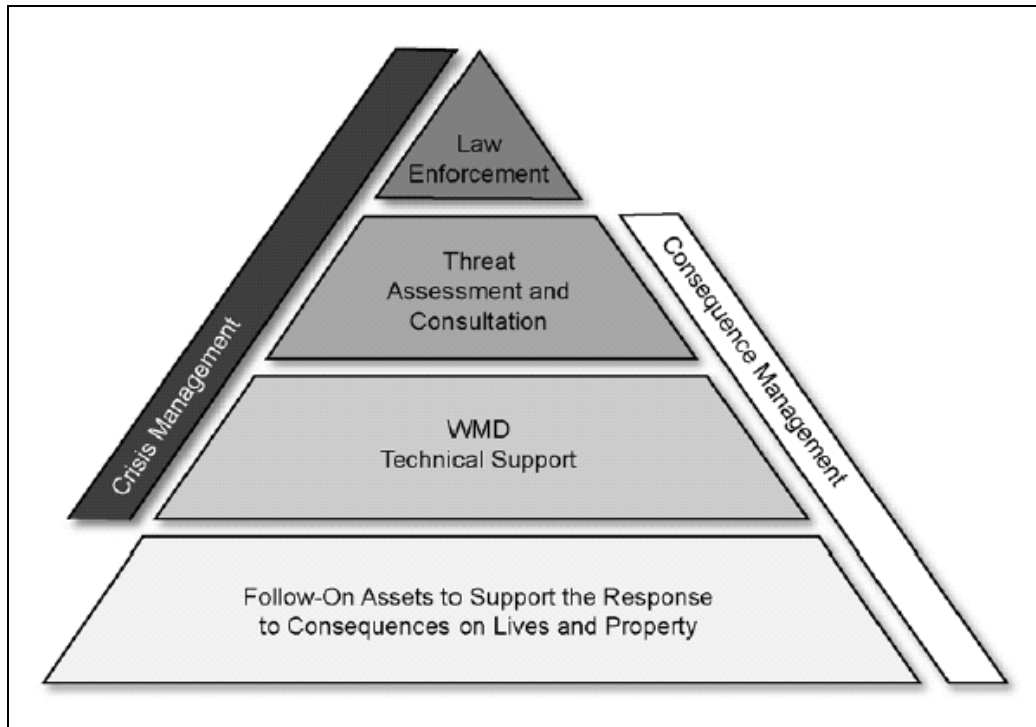 Law
Enforcement
Threat
Assessment and
Consultation
WMD
Technical Support
Follow-On Assets to Support the Response
to Consequences on Lives and Property
Crisis Management
Consequence Management